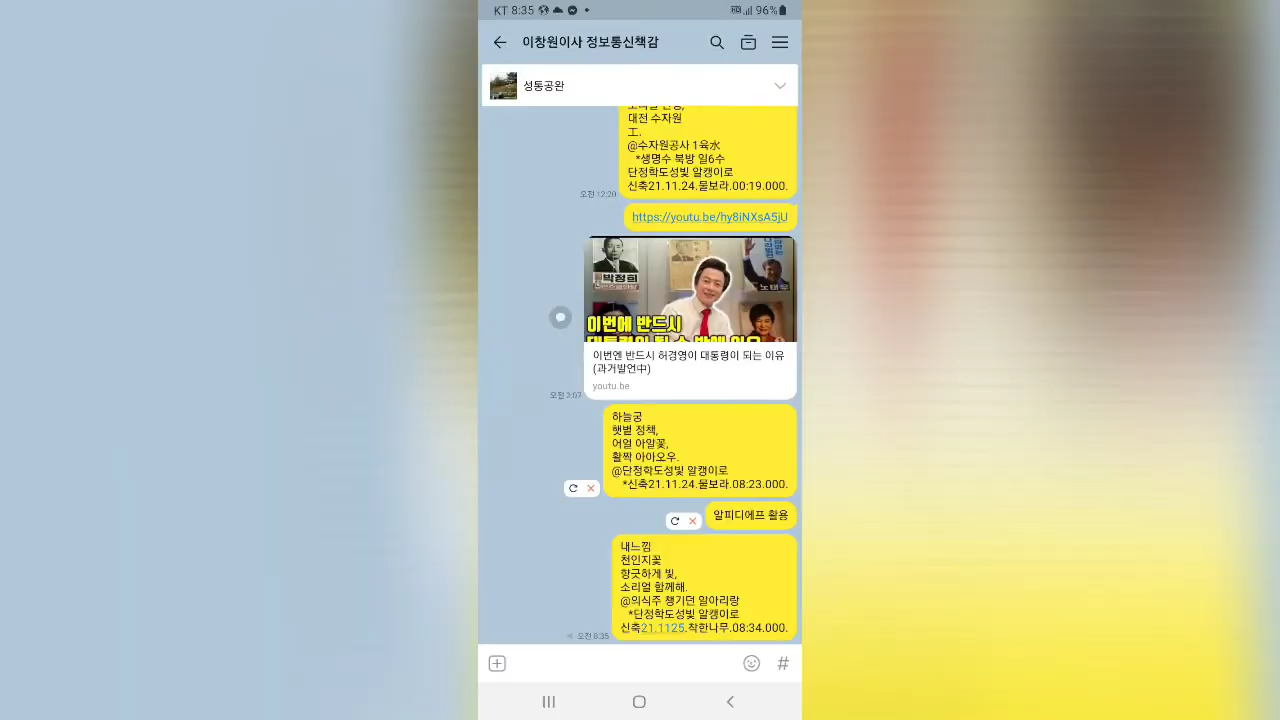 KT 8:35 96%
이창원이사 정보통신책감
성통공완
대전 수자원
工.
@수자원공사 1육水
*생명수 북방 일6수
단정학도성빛 알캥이로
신축21.11.24.물보라.00:19.000.
오전 12:20
https://youtu.be/hy8iNXsA5jU
박정희
노태우
이번에 반드시
이번엔 반드시 허경영이 대통령이 되는 이유
(과거발언中)
youtu.be
오전 2:07
하늘궁
햇볕 정책,
어얼 아알꽃,
활짝 아아오우.
@단정학도성빛 알캥이로
*신축21.11.24.물보라.08:23.000.
알피디에프 활용
내느낌
천인지꽃
향긋하게 빛,
소리얼 함께해.
@의식주 챙기던 알아리랑
*단정학도성빛 알캥이로
신축21.1125.착한나무.08:34.000.
오전 8:35
#